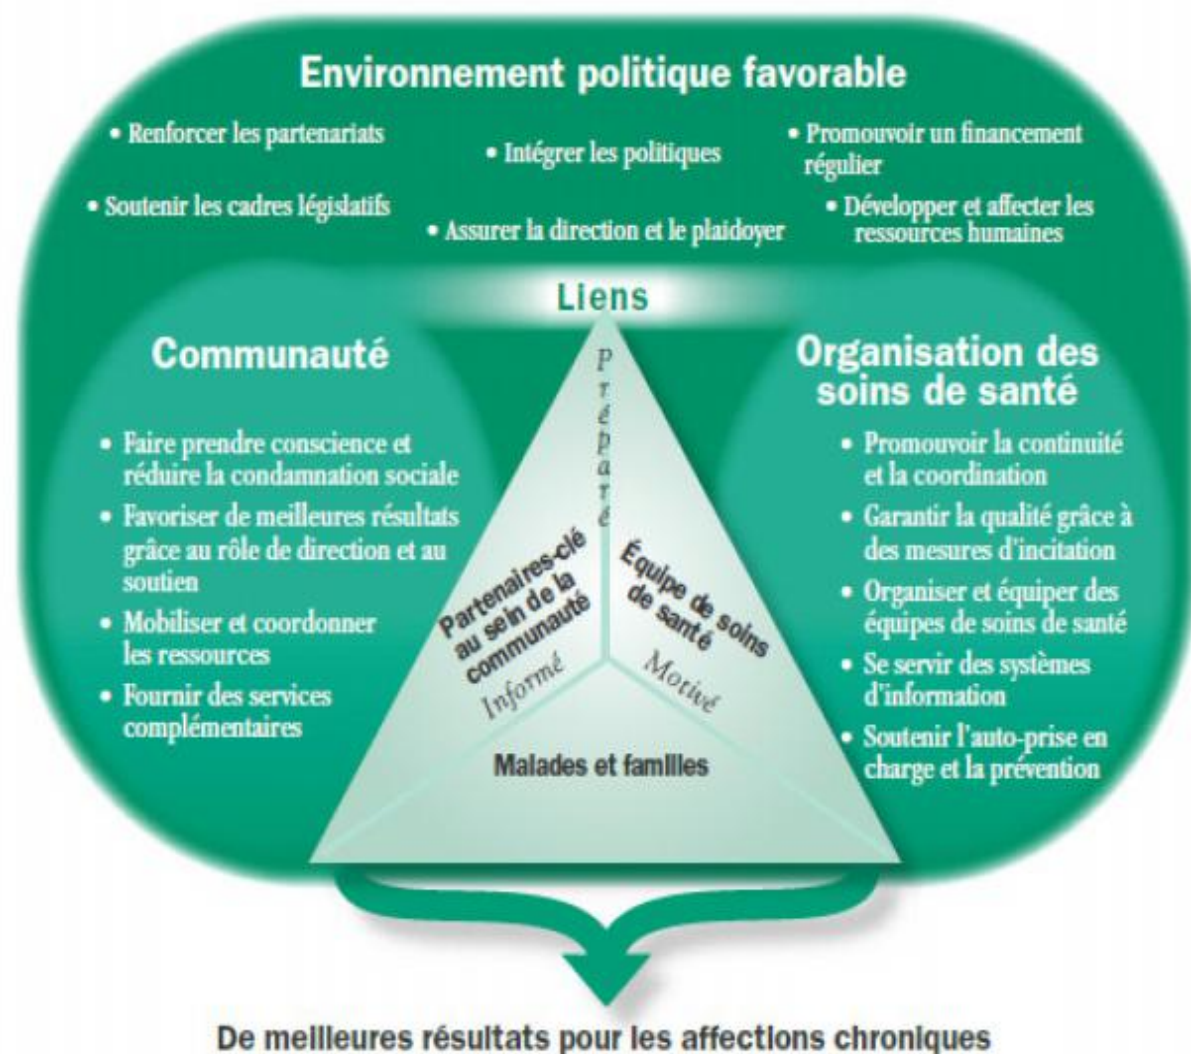 Environnement politique favorable
• Renforcer les partenariats
• Intégrer les politiques
• Promouvoir un financement
régulier
• Soutenir les cadres législatifs
• Assurer la direction et le plaidoyer
• Développer et affecter les
ressources humaines
Liens
Communauté
• Faire prendre conscience et
réduire la condamnation sociale
• Favoriser de meilleures résultats
grâce au rôle de direction et au
soutien
• Mobiliser et coordonner
les ressources
• Fournir des services
complémentaires
Préparé
Partenaires-clé
au sein de la
communauté
Informé
Équipe de soins
de santé
Motivé
Malades et familles
Organisation des
soins de santé
• Promouvoir la continuité
et la coordination
• Garantir la qualité grâce à
des mesures d'incitation
• Organiser et équiper des
équipes de soins de santé
• Se servir des systèmes
d'information
• Soutenir l'auto-prise en
charge et la prévention
De meilleures résultats pour les affections chroniques